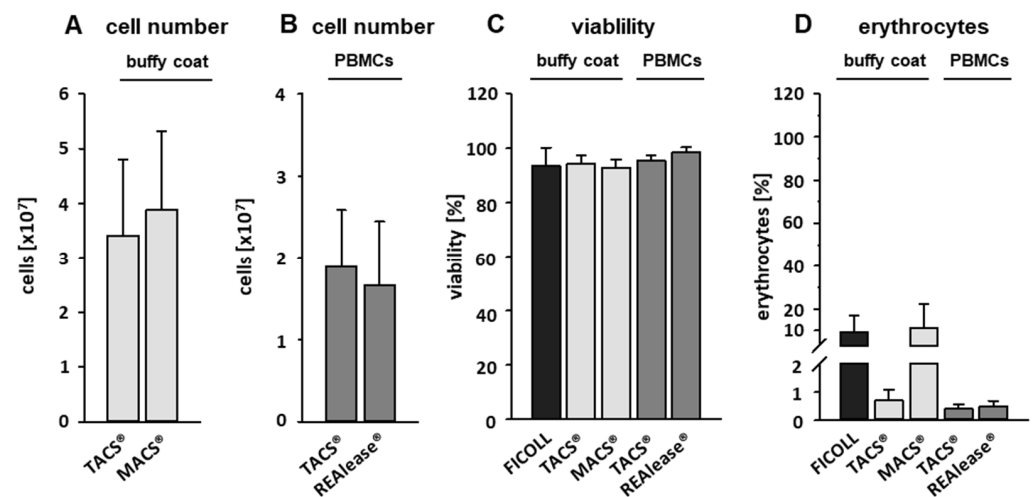 A cell number
buffy coat
cells [x10⁷]
6
5
4
3
2
1
0
TACS®
MACS®
B cell number
PBMCs
cells [x10⁷]
4
3
2
1
0
TACS®
REAlease®
C viablility
buffy coat
PBMCs
viability [%]
120
100
80
60
40
20
0
FICOLL
TACS®
MACS®
TACS®
REAlease®
D erythrocytes
buffy coat
PBMCs
erythrocytes [%]
120
100
80
60
40
20
10
2
1
0
FICOLL
TACS®
MACS®
TACS®
REAlease®